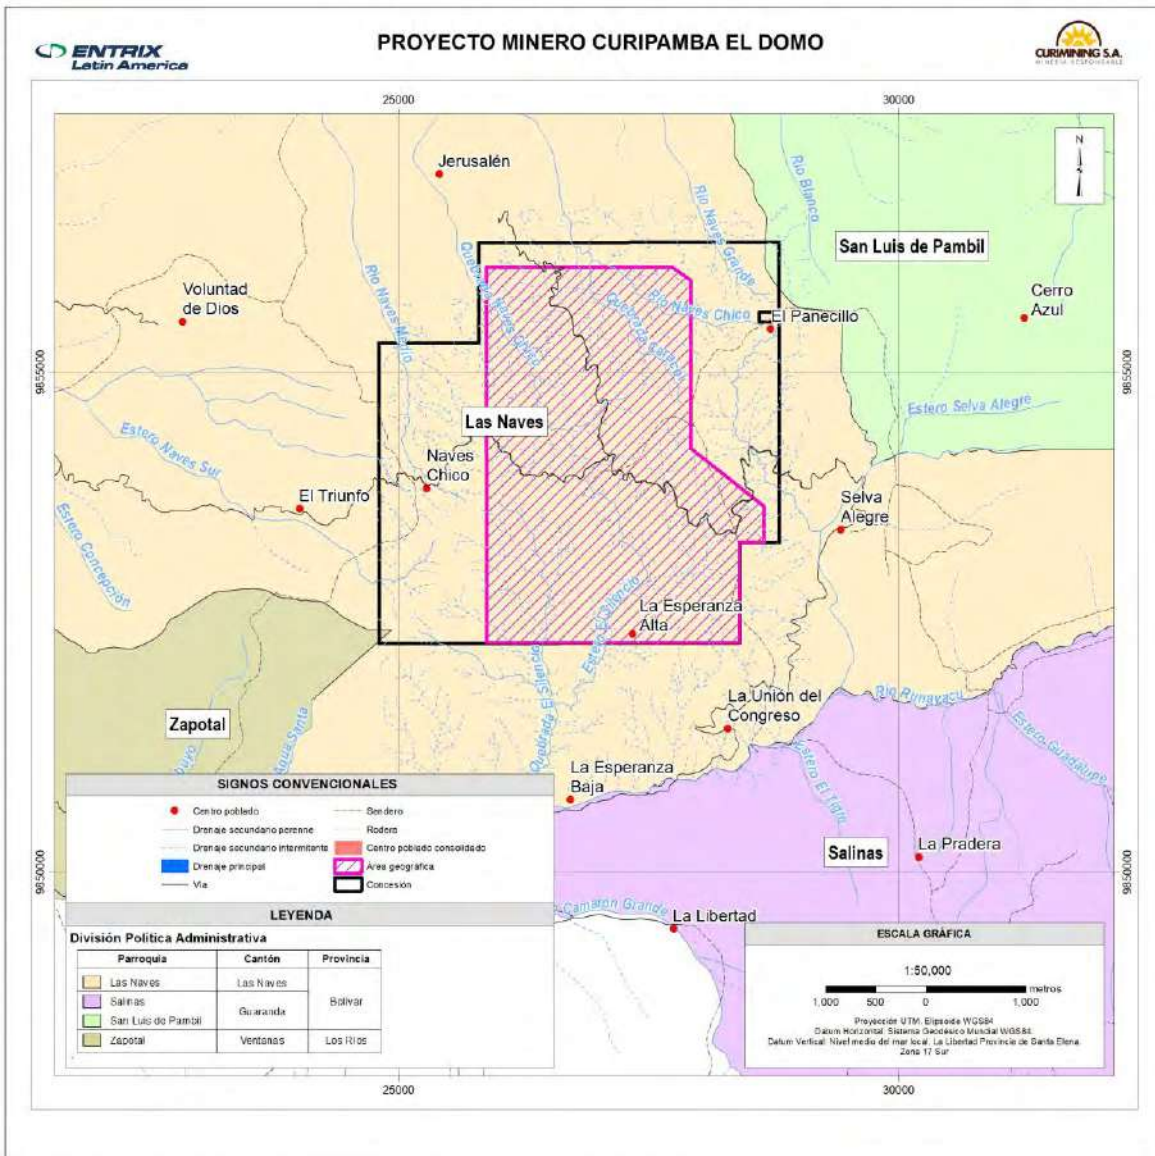 ENTRIX
Latin America
PROYECTO MINERO CURIPAMBA EL DOMO
CURIMINING S.A.
MINERIA RESPONSABLE
25000
30000
N
Jerusalén
Río Blanco
Río Naves Grande
San Luis de Pambil
Quebrada Naves Chico
Río Naves Medio
Voluntad
de Dios
Río Naves Chico
El Panecillo
Cerro
Azul
Quebrada Caracol
9855000
9855000
Estero Selva Alegre
Las Naves
Estero Naves Sur
Naves
Chico
El Triunfo
Selva
Alegre
Estero Concepción
La Esperanza
Alta
Estero El Silencio
Quebrada El Silencio
Río Runayacu
La Unión del
Congreso
Zapotal
Agua Santa
Estero Guadalupe
Estero El Tigre
La Esperanza
Baja
SIGNOS CONVENCIONALES
Centro poblado
Sendero
Drenaje secundario perenne
Rodera
Drenaje secundario intermitente
Centro poblado consolidado
Drenaje principal
Area geográfica
Vía
Concesión
Salinas
La Pradera
9850000
9850000
Camarón Grande
La Libertad
LEYENDA
División Política Administrativa
Parroquia Cantón Provincia
Las Naves Las Naves Bolívar
Salinas Guaranda
San Luis de Pambil
Zapotal Ventanas Los Ríos
ESCALA GRÁFICA
1:50,000
metros
1,000 500 0 1,000
Proyección UTM. Elipsoide WGS84
Datum Horizontal: Sistema Geodésico Mundial WGS84.
Datum Vertical: Nivel medio del mar local. La Libertad Provincia de Santa Elena.
Zona 17 Sur
25000
30000